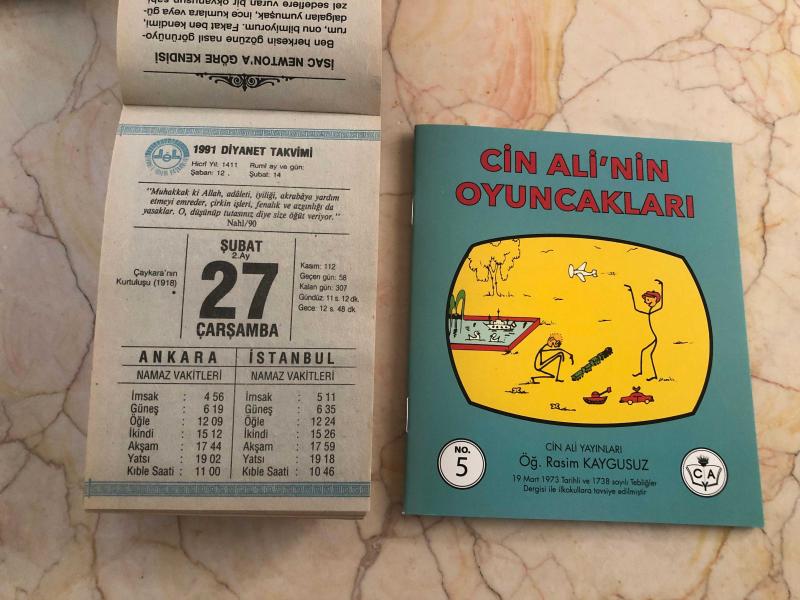 İSAC NEWTON'A GÖRE KENDİSİ
Ben herkesin gözüne nasıl görünüyo-
rum, onu bilmiyorum. Fakat ben kendimi,
dalgaları yumuşak, ince kumlara veya gü-
zel sedeflere vuran bir okyanusun sahi-
1991 DİYANET TAKVİMİ
Hicrî Yıl: 1411
Şaban: 12
Rumî ay ve gün:
Şubat: 14
"Muhakkak ki Allah, adâleti, iyiliği, akrabâya yardım
etmeyi emreder, çirkin işleri, fenalık ve azgınlığı da
yasaklar. O, düşünüp tutasınız diye size öğüt veriyor."
Nahl/90
Çaykara'nın
Kurtuluşu (1918)
ŞUBAT
2.Ay
27
ÇARŞAMBA
Kasım: 112
Geçen gün: 58
Kalan gün: 307
Gündüz: 11 s. 12 dk.
Gece: 12 s. 48 dk.
ANKARA
NAMAZ VAKİTLERİ
İmsak : 4 56
Güneş : 6 19
Öğle : 12 09
İkindi : 15 12
Akşam : 17 44
Yatsı : 19 02
Kıble Saati : 11 00
İSTANBUL
NAMAZ VAKİTLERİ
İmsak : 5 11
Güneş : 6 35
Öğle : 12 24
İkindi : 15 26
Akşam : 17 59
Yatsı : 19 18
Kıble Saati : 10 46
CİN ALİ'NİN
OYUNCAKLARI
NO.
5
CİN ALİ YAYINLARI
Öğ. Rasim KAYGUSUZ
19 Mart 1973 Tarihli ve 1738 sayılı Tebliğler
Dergisi ile ilkokullara tavsiye edilmiştir
C A